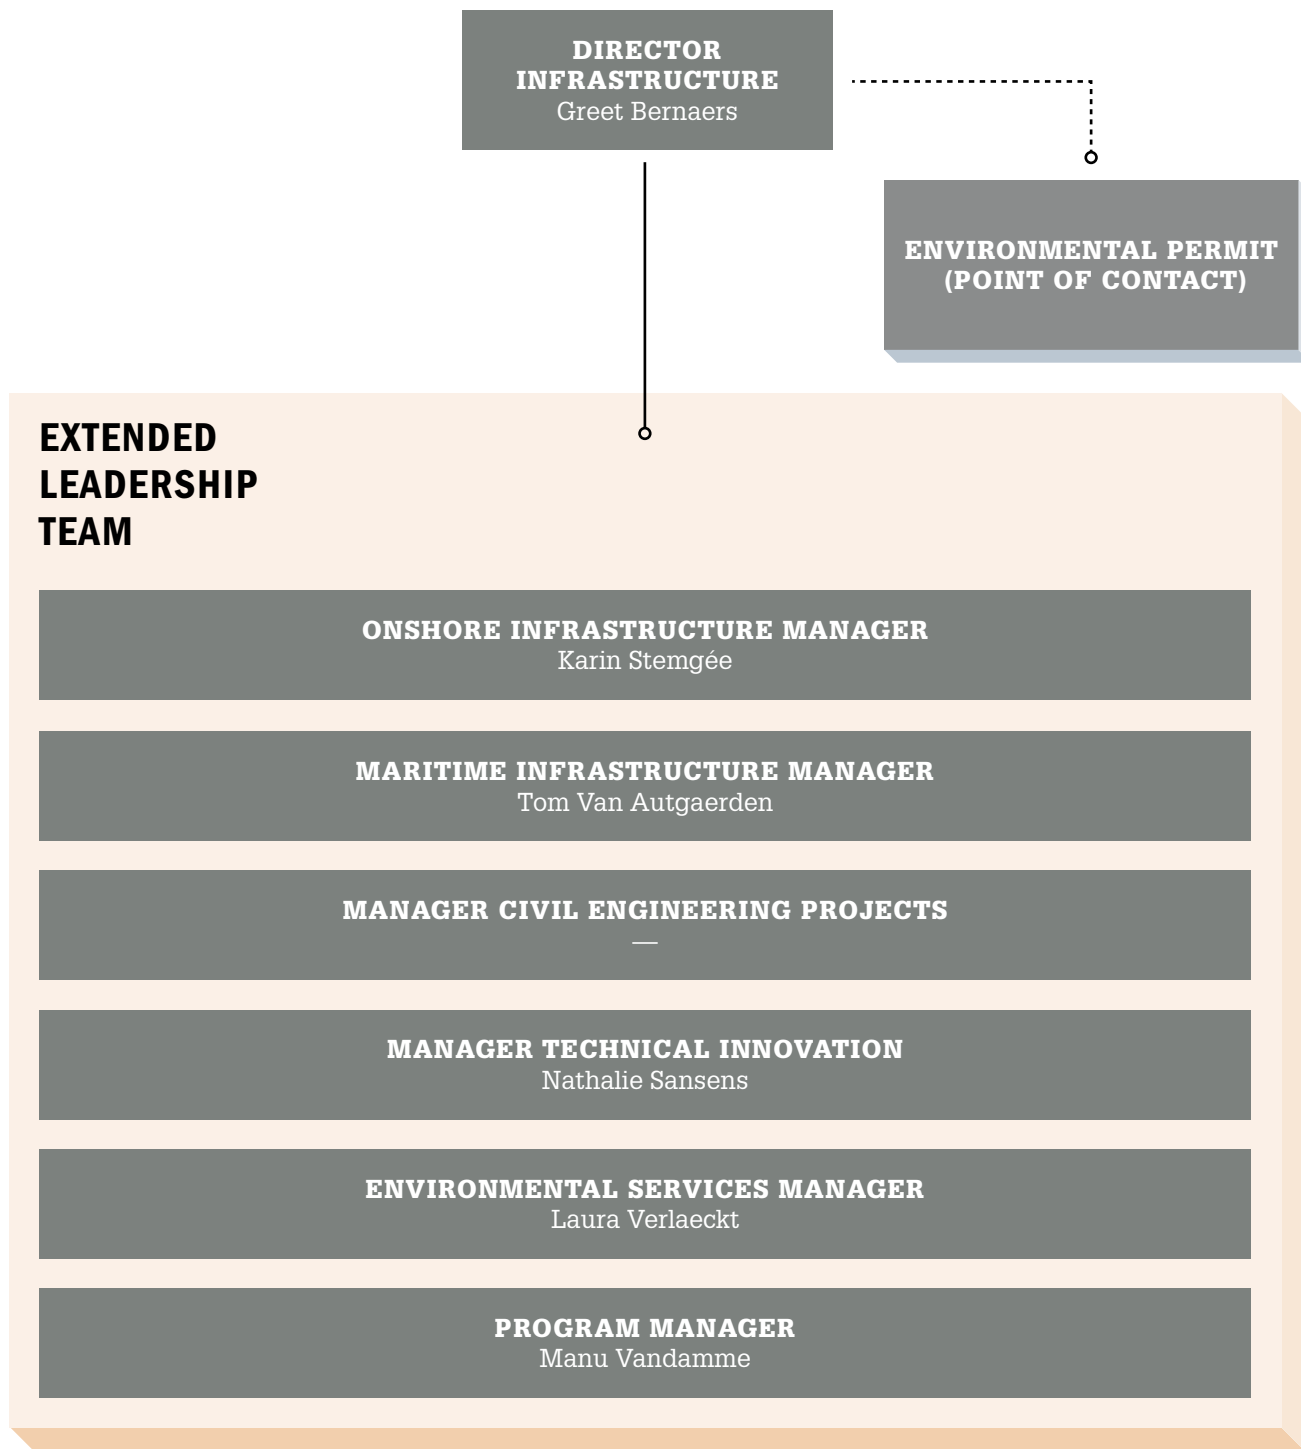 DIRECTOR
INFRASTRUCTURE
Greet Bernaers
ENVIRONMENTAL PERMIT
(POINT OF CONTACT)
EXTENDED
LEADERSHIP
TEAM
ONSHORE INFRASTRUCTURE MANAGER
Karin Stemgée
MARITIME INFRASTRUCTURE MANAGER
Tom Van Autgaerden
MANAGER CIVIL ENGINEERING PROJECTS
—
MANAGER TECHNICAL INNOVATION
Nathalie Sansens
ENVIRONMENTAL SERVICES MANAGER
Laura Verlaeckt
PROGRAM MANAGER
Manu Vandamme